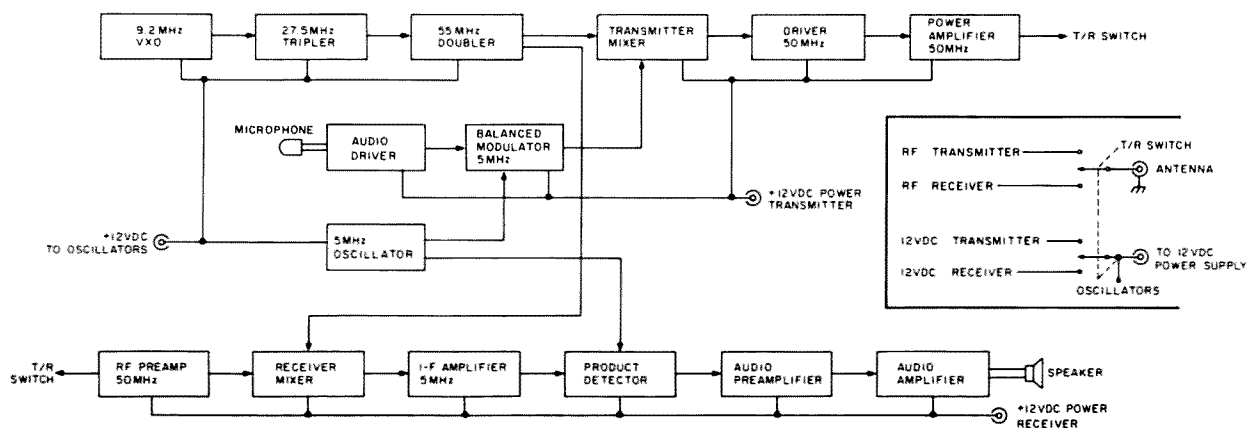 9.2MHz
VXO
27.5MHz
TRIPLER
55MHz
DOUBLER
TRANSMITTER
MIXER
DRIVER
50MHz
POWER
AMPLIFIER
50MHz
T/R SWITCH
MICROPHONE
AUDIO
DRIVER
BALANCED
MODULATOR
5MHz
+12VDC POWER
TRANSMITTER
+12VDC
TO OSCILLATORS
5MHz
OSCILLATOR
RF TRANSMITTER
T/R SWITCH
ANTENNA
RF RECEIVER
12VDC TRANSMITTER
TO 12VDC
POWER SUPPLY
12VDC RECEIVER
OSCILLATORS
T/R
SWITCH
RF PREAMP
50MHz
RECEIVER
MIXER
I-F AMPLIFIER
5MHz
PRODUCT
DETECTOR
AUDIO
PREAMPLIFIER
AUDIO
AMPLIFIER
SPEAKER
+12VDC POWER
RECEIVER